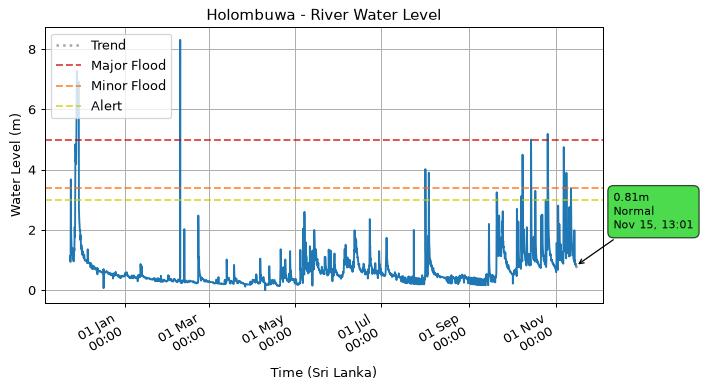 Holombuwa - River Water Level
Trend
Major Flood
Minor Flood
Alert
Water Level (m)
8
6
4
2
0
0.81m
Normal
Nov 15, 13:01
01 Jan
00:00
01 Mar
00:00
01 May
00:00
01 Jul
00:00
01 Sep
00:00
01 Nov
00:00
Time (Sri Lanka)